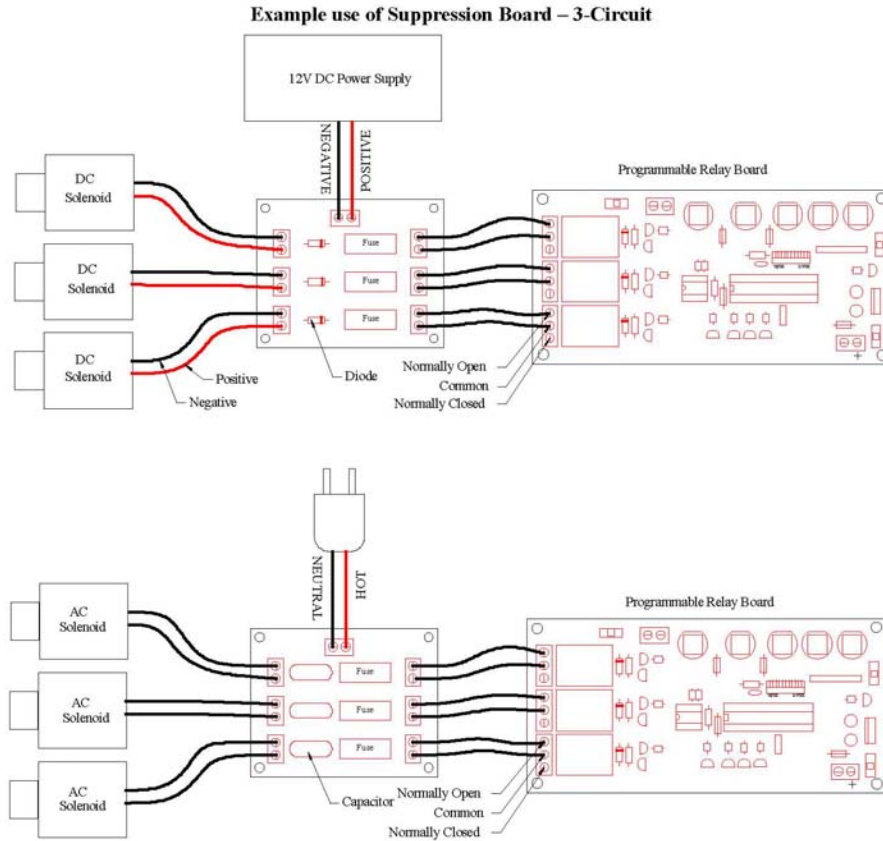 Example use of Suppression Board – 3-Circuit
12V DC Power Supply
NEGATIVE
POSITIVE
Programmable Relay Board
DC
Solenoid
DC
Solenoid
DC
Solenoid
Fuse
Fuse
Fuse
Positive
Negative
Diode
Normally Open
Common
Normally Closed
+
NEUTRAL
HOT
Programmable Relay Board
AC
Solenoid
AC
Solenoid
AC
Solenoid
Fuse
Fuse
Fuse
Capacitor
Normally Open
Common
Normally Closed
+